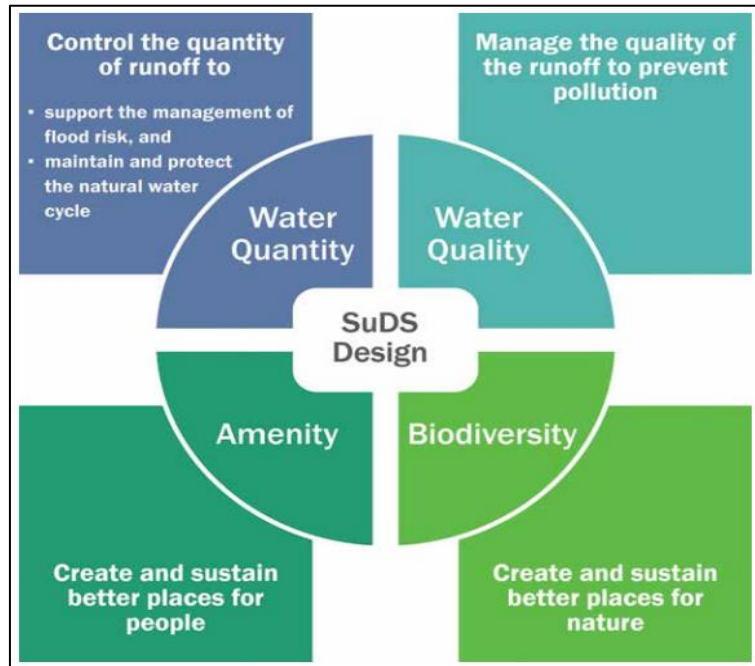 Control the quantity
of runoff to
• support the management of
flood risk, and
• maintain and protect
the natural water
cycle
Manage the quality of
the runoff to prevent
pollution
Water
Quantity
Water
Quality
SuDS
Design
Amenity
Biodiversity
Create and sustain
better places for
people
Create and sustain
better places for
nature